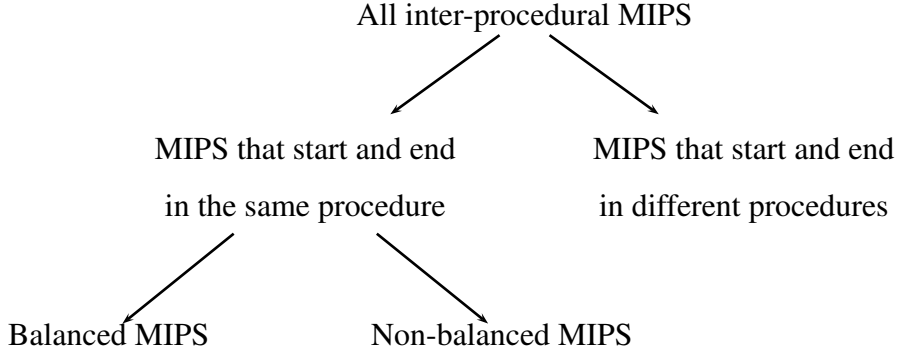 All inter-procedural MIPS
MIPS that start and end
in the same procedure
MIPS that start and end
in different procedures
Balanced MIPS
Non-balanced MIPS